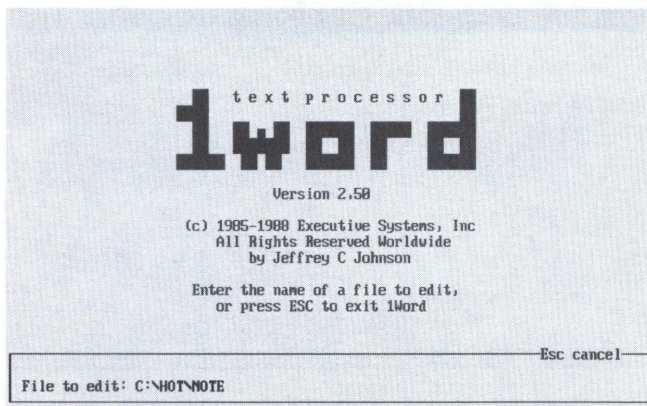 text processor
1word
Version 2.50
(c) 1985-1988 Executive Systems, Inc
All Rights Reserved Worldwide
by Jeffrey C Johnson
Enter the name of a file to edit,
or press ESC to exit 1Word
Esc cancel
File to edit: C:\HOT\NOTE